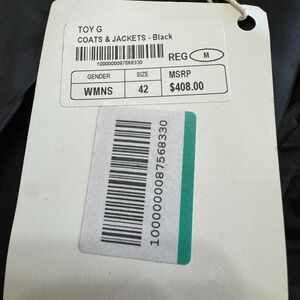 TOY G
COATS & JACKETS - Black
REG M
1000000087568330
GENDER SIZE MSRP
WMNS 42 $408.00
1000000087568330